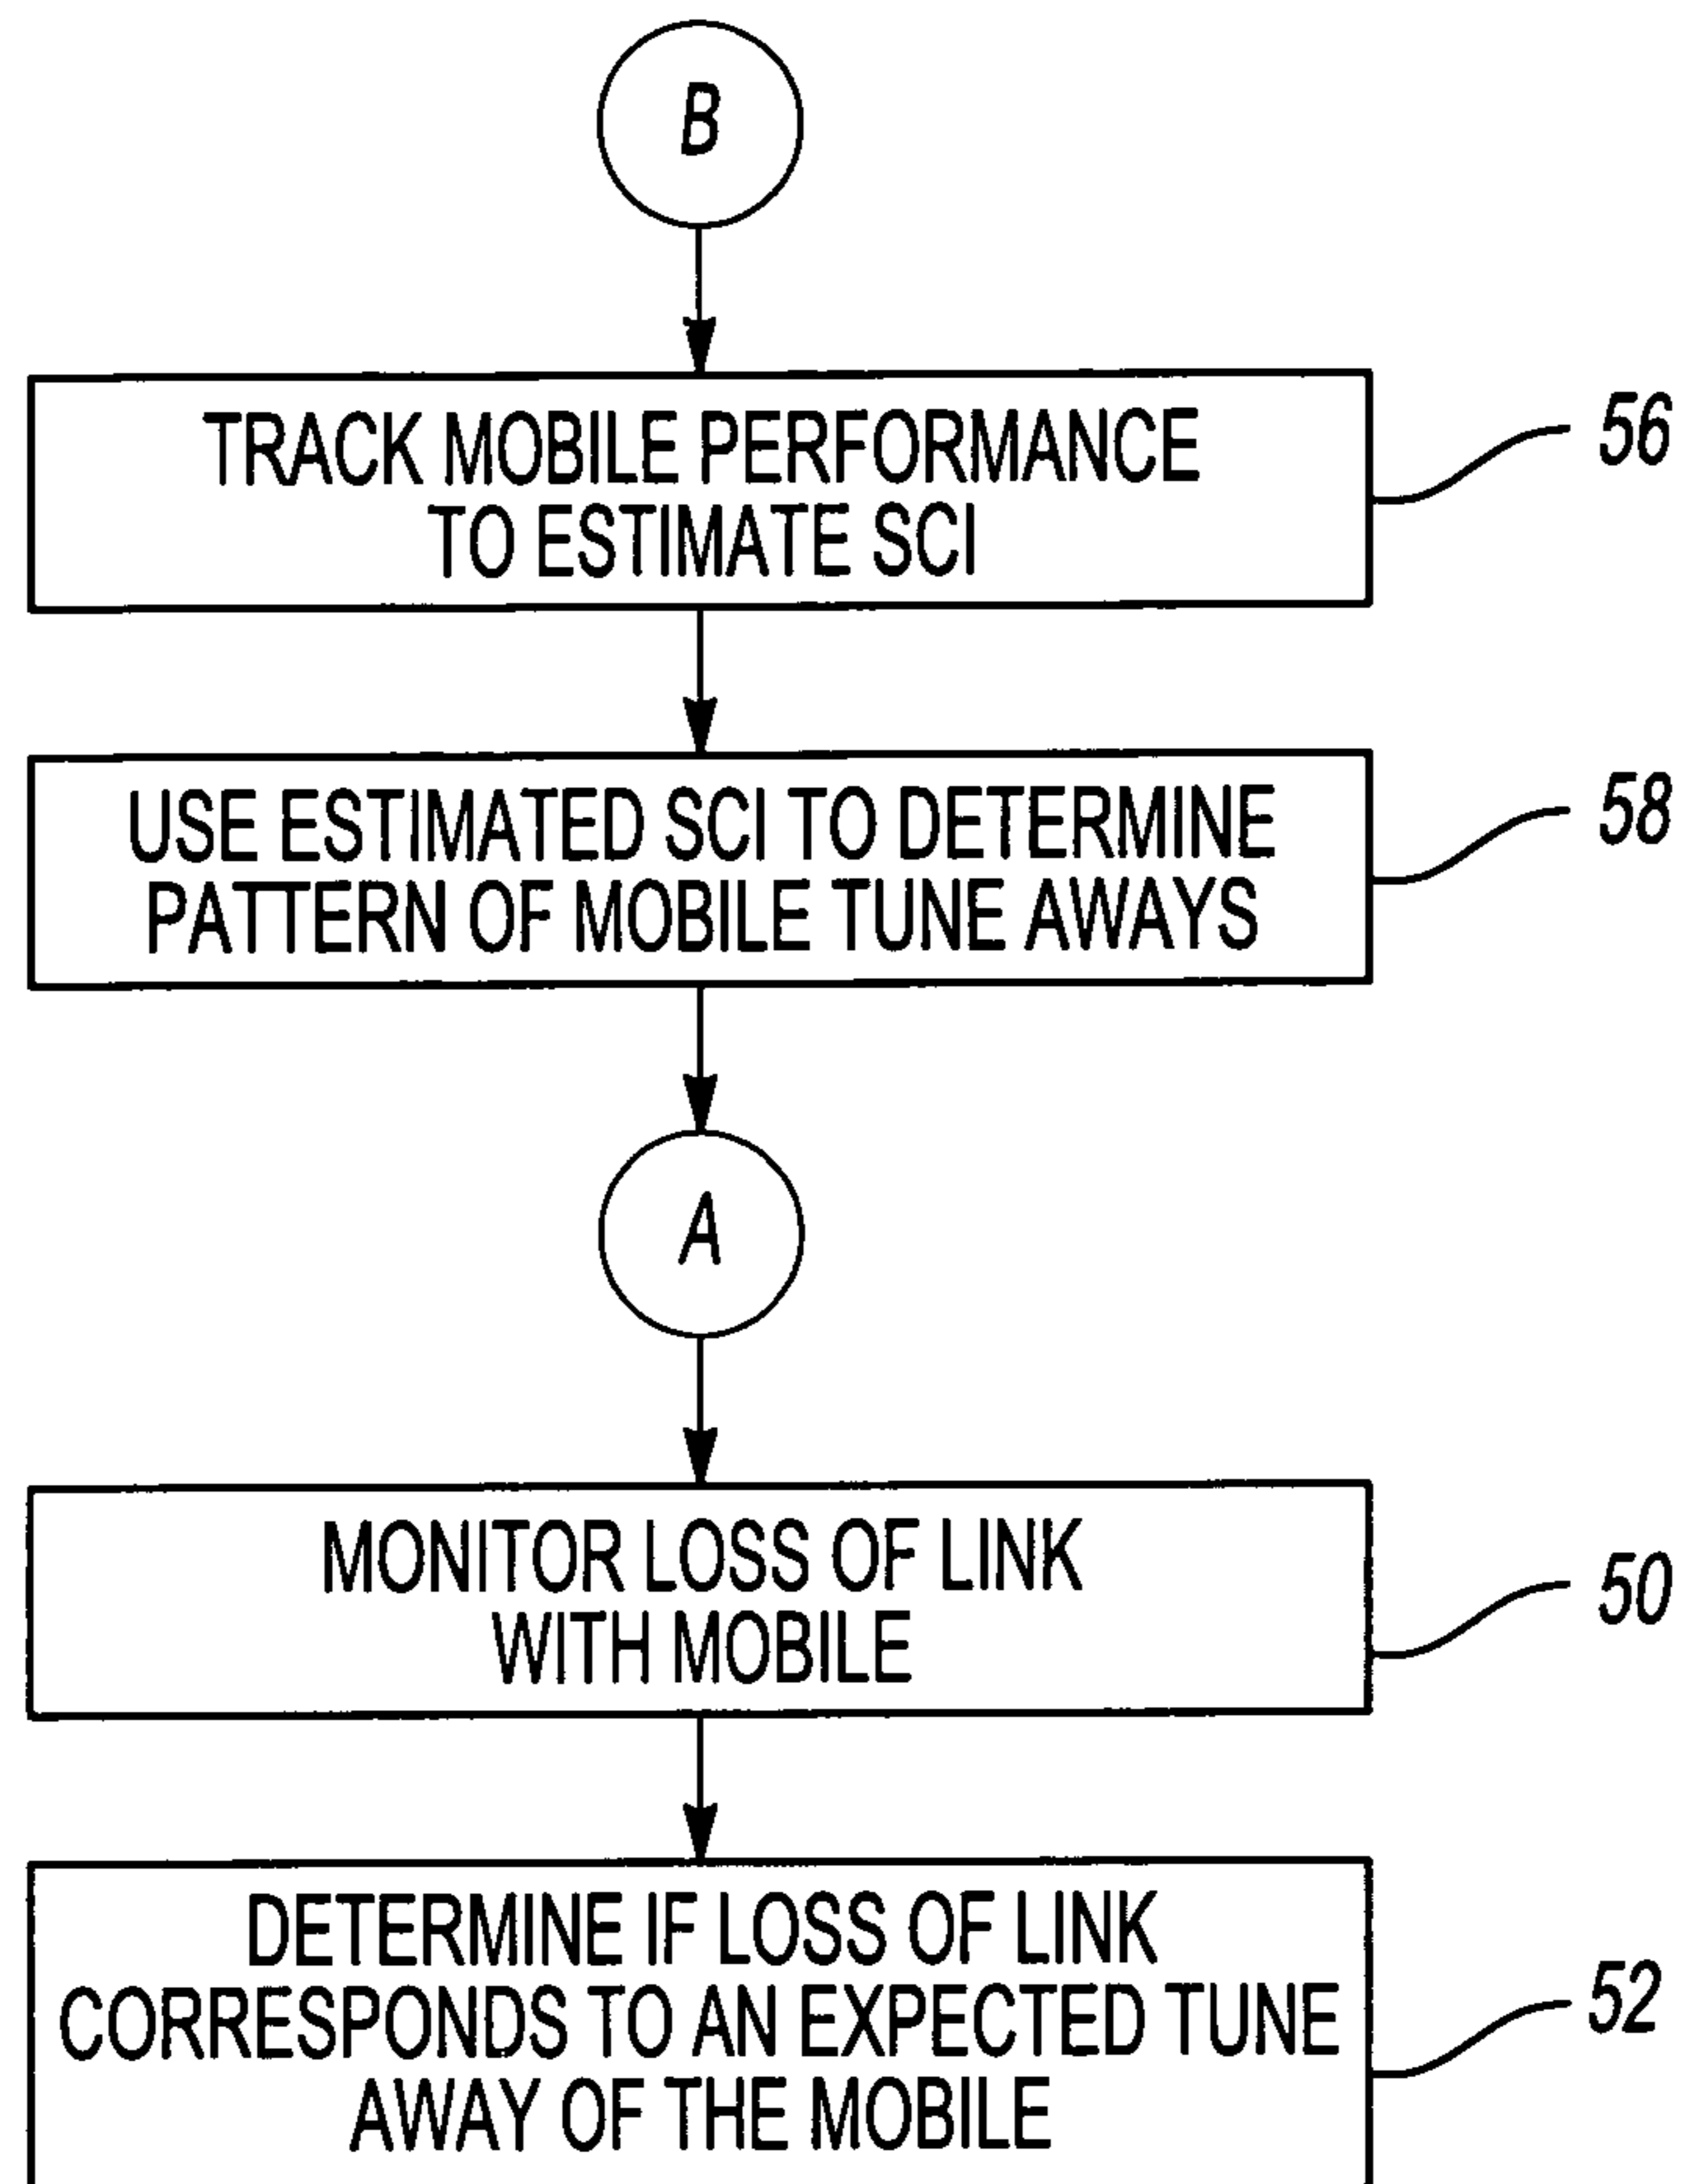 B
TRACK MOBILE PERFORMANCE
TO ESTIMATE SCI
56
USE ESTIMATED SCI TO DETERMINE
PATTERN OF MOBILE TUNE AWAYS
58
A
MONITOR LOSS OF LINK
WITH MOBILE
50
DETERMINE IF LOSS OF LINK
CORRESPONDS TO AN EXPECTED TUNE
AWAY OF THE MOBILE
52